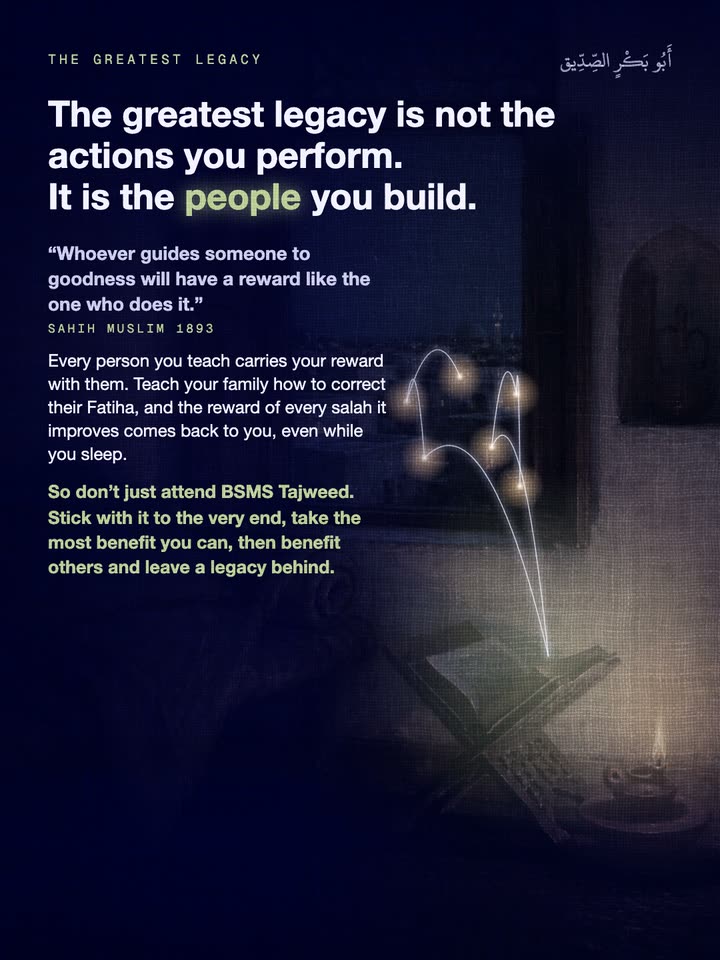 THE GREATEST LEGACY
أَبُو بَكْرٍ الصِّدِّيق
The greatest legacy is not the
actions you perform.
It is the people you build.
“Whoever guides someone to
goodness will have a reward like the
one who does it.”
SAHIH MUSLIM 1893
Every person you teach carries your reward
with them. Teach your family how to correct
their Fatiha, and the reward of every salah it
improves comes back to you, even while
you sleep.
So don’t just attend BSMS Tajweed.
Stick with it to the very end, take the
most benefit you can, then benefit
others and leave a legacy behind.